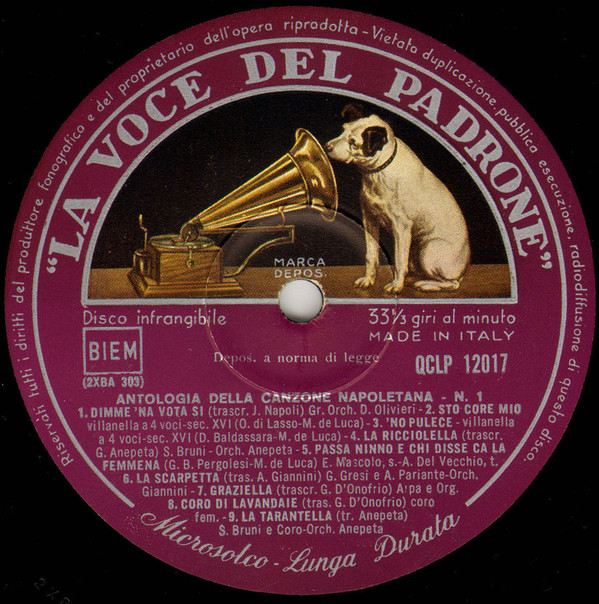 Riservati tutti i diritti del produttore fonografico e del proprietario dell'opera riprodotta - Vietata duplicazione, pubblica esecuzione, radiodiffusione di questo disco.
"LA VOCE DEL PADRONE"
MARCA
DEPOS.
Disco infrangibile
33⅓ giri al minuto
MADE IN ITALY
BIEM
Depos. a norma di legge
QCLP 12017
(2XBA 303)
ANTOLOGIA DELLA CANZONE NAPOLETANA - N. 1
1. DIMME 'NA VOTA SI (trascr. J. Napoli) Gr. Orch. D. Olivieri - 2. STO CORE MIO
villanella a 4 voci-sec. XVI (O. di Lasso-M. de Luca) - 3. 'NO PULECE - villanella
a 4 voci-sec. XVI (D. Baldassara-M. de Luca) - 4. LA RICCIOLELLA (trascr.
G. Anepeta) S. Bruni - Orch. Anepeta - 5. PASSA NINNO E CHI DISSE CA LA
FEMMENA (G. B. Pergolesi-M. de Luca) E. Mascolo, s.-A. Del Vecchio, t.
6. LA SCARPETTA (tras. A. Giannini) G. Gresi e A. Pariante-Orch.
Giannini - 7. GRAZIELLA (trascr. G. D'Onofrio) Arpa e Org.
8. CORO DI LAVANDAIE (tras. G. D'Onofrio) coro
fem. - 9. LA TARANTELLA (tr. Anepeta)
S. Bruni e Coro-Orch. Anepeta
Microsolco - Lunga Durata